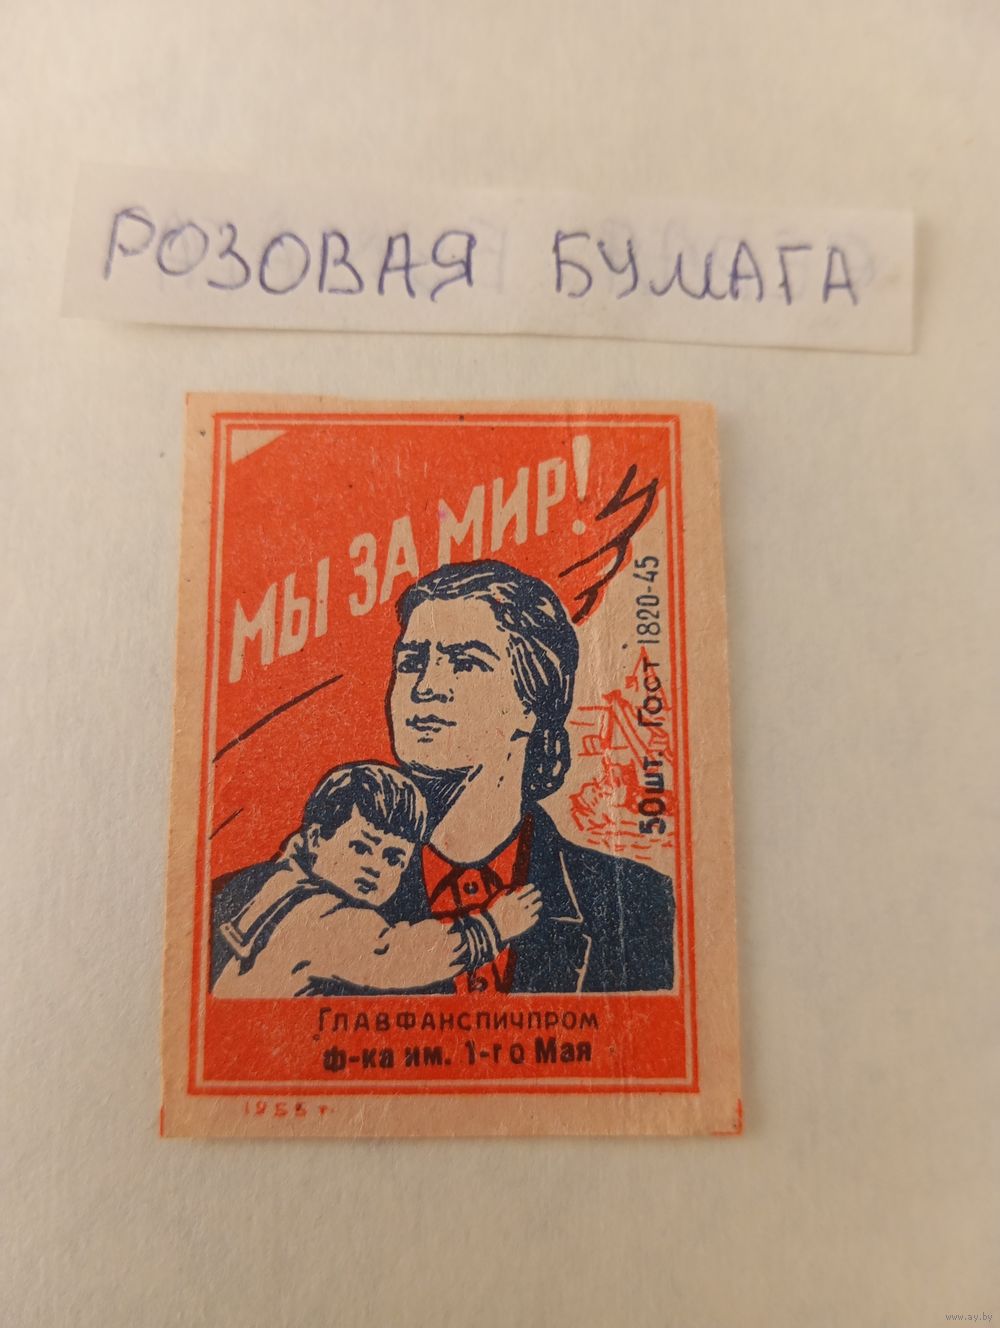 РОЗОВАЯ БУМАГА
МЫ ЗА МИР!
50 шт. Гост 1820-45
Главфанспичпром
ф-ка им. 1-го Мая
www.ay.by